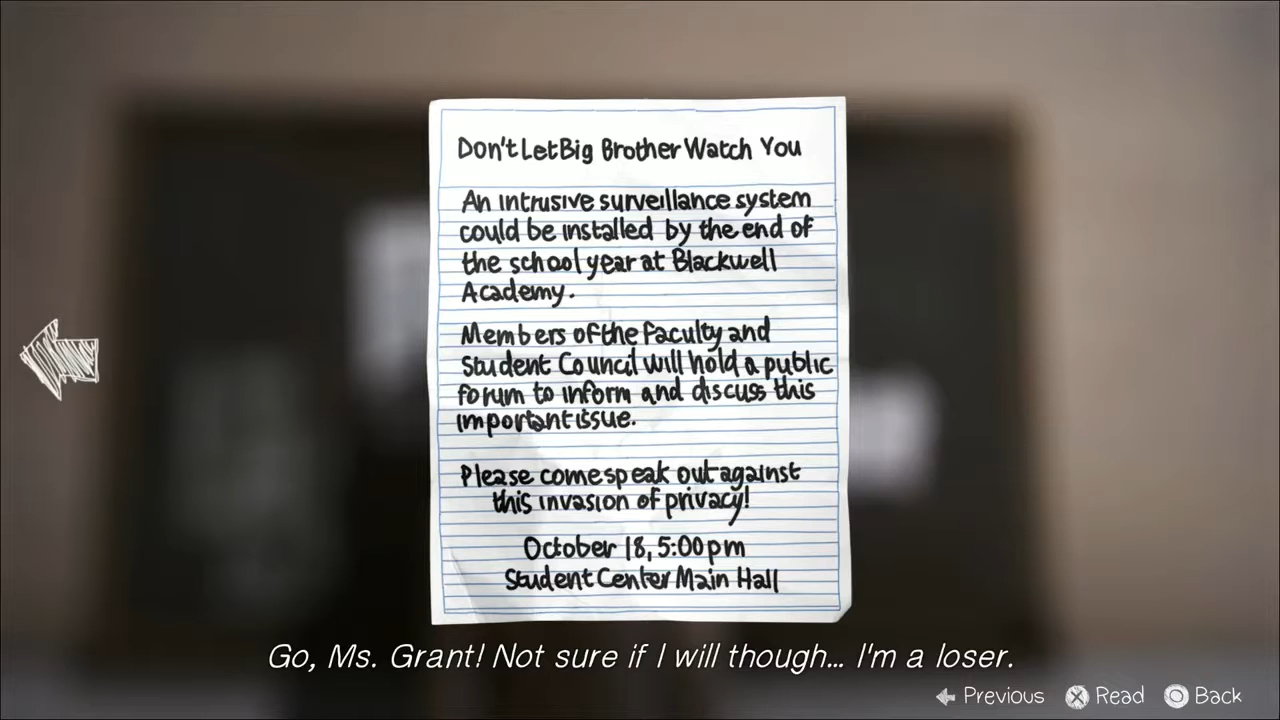 Don't Let Big Brother Watch You
An intrusive surveillance system
could be installed by the end of
the school year at Blackwell
Academy.
Members of the faculty and
Student Council will hold a public
forum to inform and discuss this
important issue.
Please come speak out against
this invasion of privacy!
October 18, 5:00pm
Student Center Main Hall
Go, Ms. Grant! Not sure if I will though... I'm a loser.
Previous Read Back